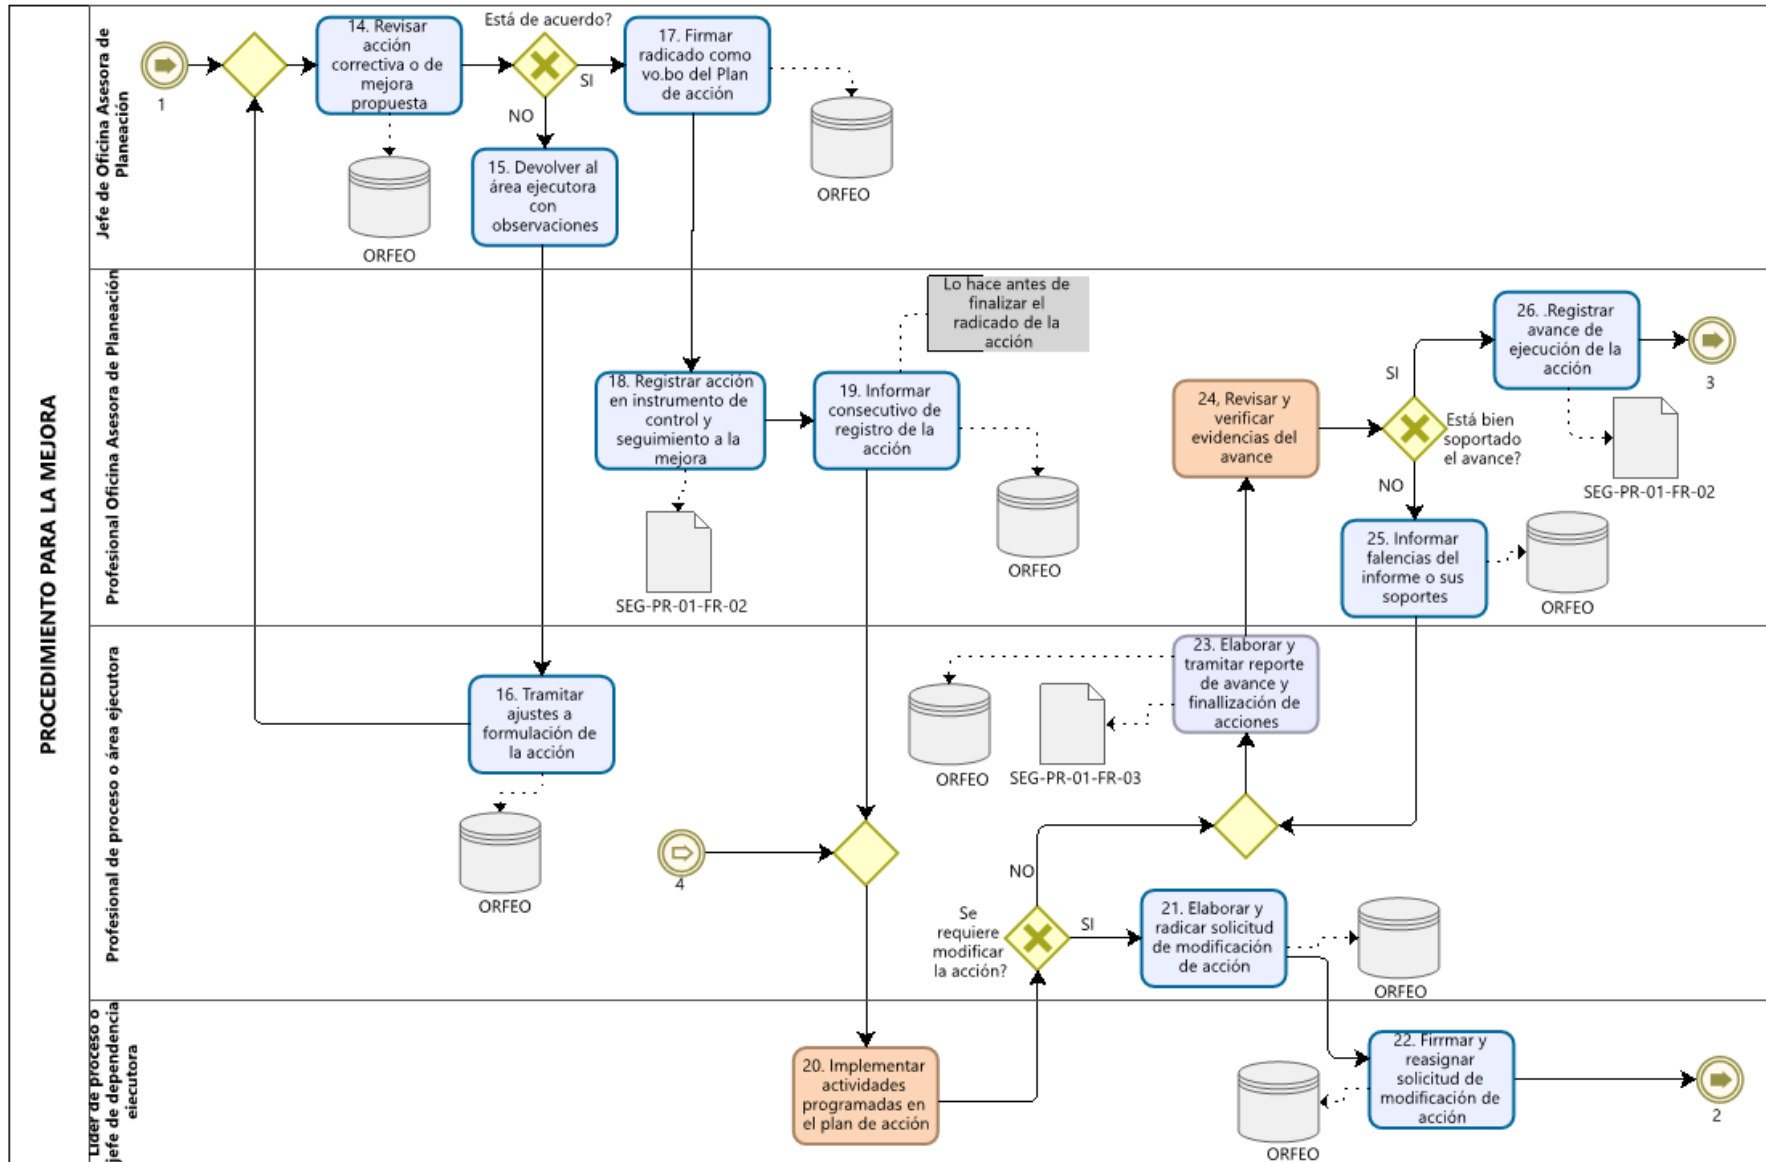 PROCEDIMIENTO PARA LA MEJORA
Jefe de Oficina Asesora de
Planeación
1
14. Revisar
acción
correctiva o de
mejora
propuesta
ORFEO
Está de acuerdo?
SI
NO
15. Devolver al
área ejecutora
con
observaciones
17. Firmar
radicado como
vo.bo del Plan
de acción
ORFEO
Profesional Oficina Asesora de Planeación
18. Registrar acción
en instrumento de
control y
seguimiento a la
mejora
SEG-PR-01-FR-02
19. Informar
consecutivo de
registro de la
acción
Lo hace antes de
finalizar el
radicado de la
acción
ORFEO
24, Revisar y
verificar
evidencias del
avance
SI
Está bien
soportado
el avance?
NO
25. Informar
falencias del
informe o sus
soportes
ORFEO
26. .Registrar
avance de
ejecución de la
acción
SEG-PR-01-FR-02
3
Profesional de proceso o área ejecutora
16. Tramitar
ajustes a
formulación de
la acción
ORFEO
4
23. Elaborar y
tramitar reporte
de avance y
finallización de
acciones
ORFEO
SEG-PR-01-FR-03
NO
Se
requiere
modificar
la acción?
SI
21. Elaborar y
radicar solicitud
de modificación
de acción
ORFEO
Líder de proceso o
jefe de dependencia
ejecutora
20. Implementar
actividades
programadas en
el plan de acción
22. Firrmar y
reasignar
solicitud de
modificación de
acción
ORFEO
2